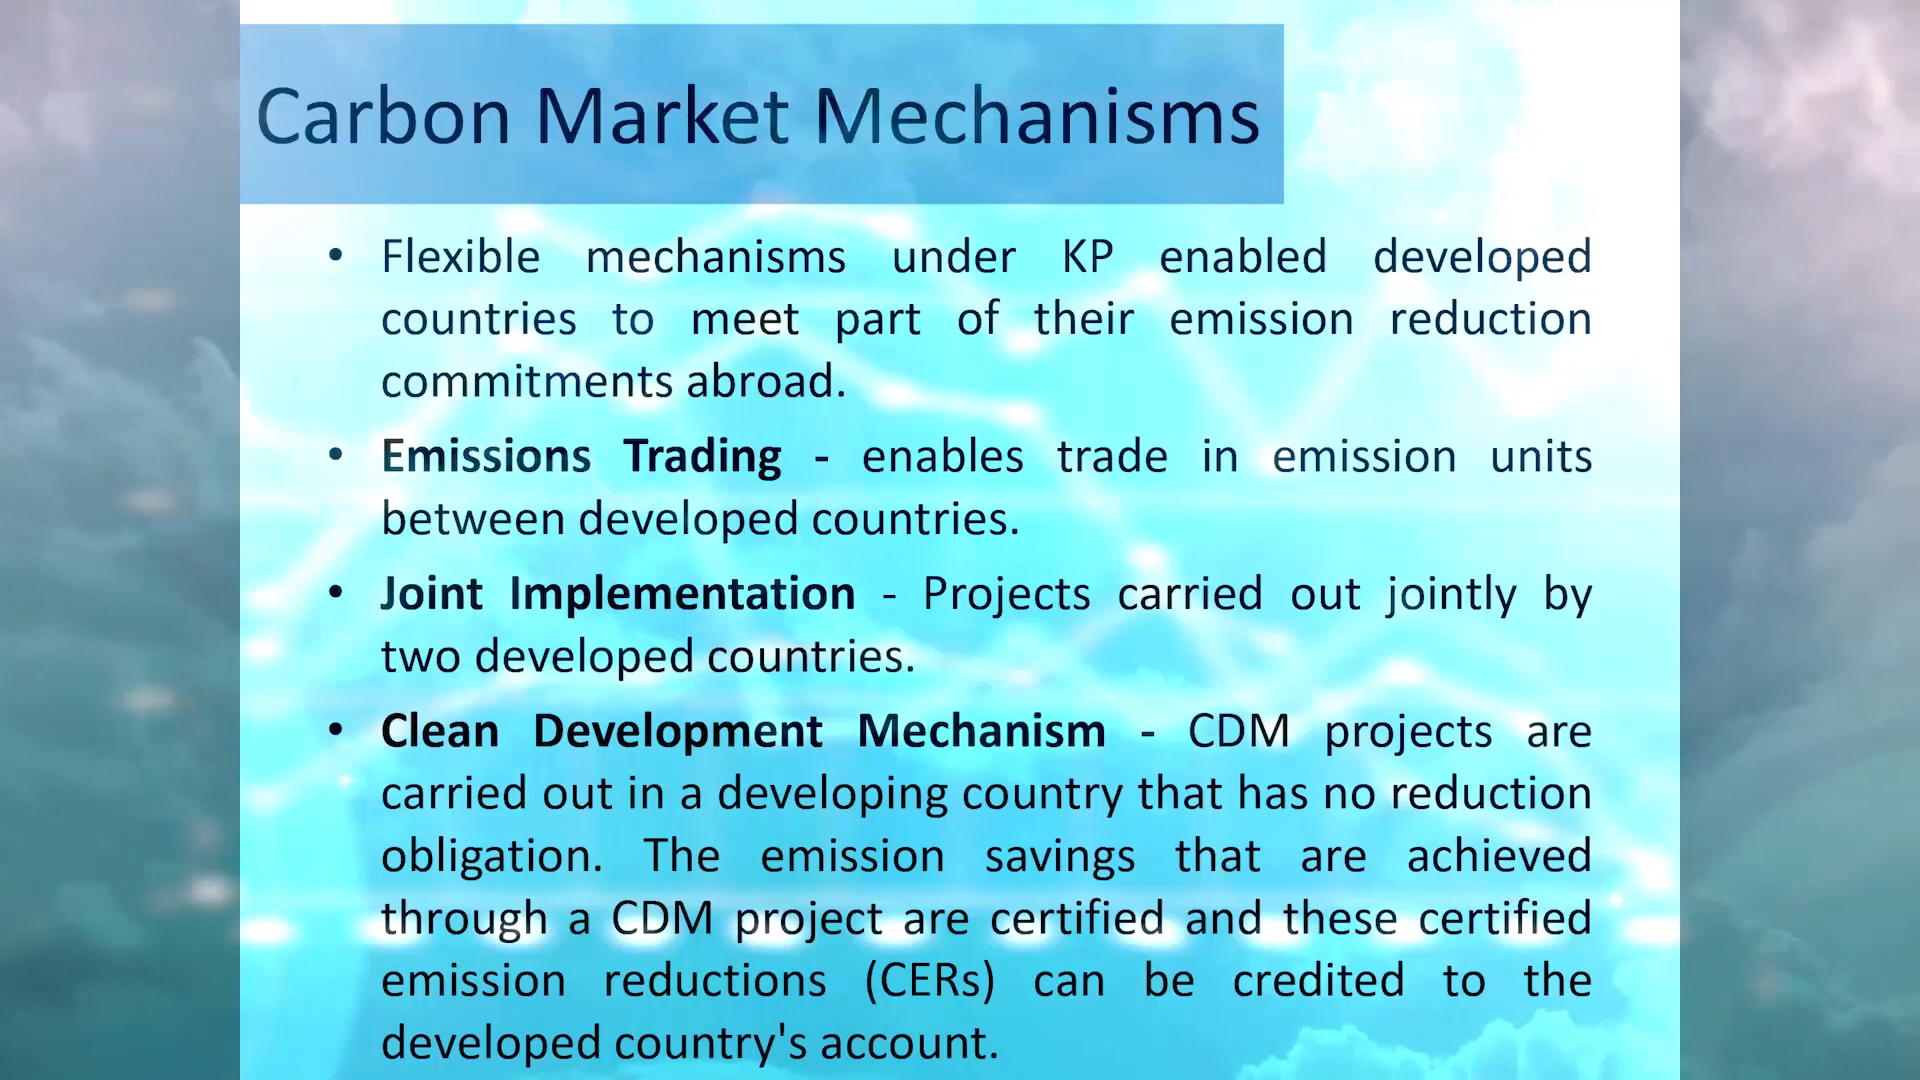 Carbon Market Mechanisms
• Flexible mechanisms under KP enabled developed
countries to meet part of their emission reduction
commitments abroad.
• Emissions Trading - enables trade in emission units
between developed countries.
• Joint Implementation - Projects carried out jointly by
two developed countries.
• Clean Development Mechanism - CDM projects are
carried out in a developing country that has no reduction
obligation. The emission savings that are achieved
through a CDM project are certified and these certified
emission reductions (CERs) can be credited to the
developed country's account.